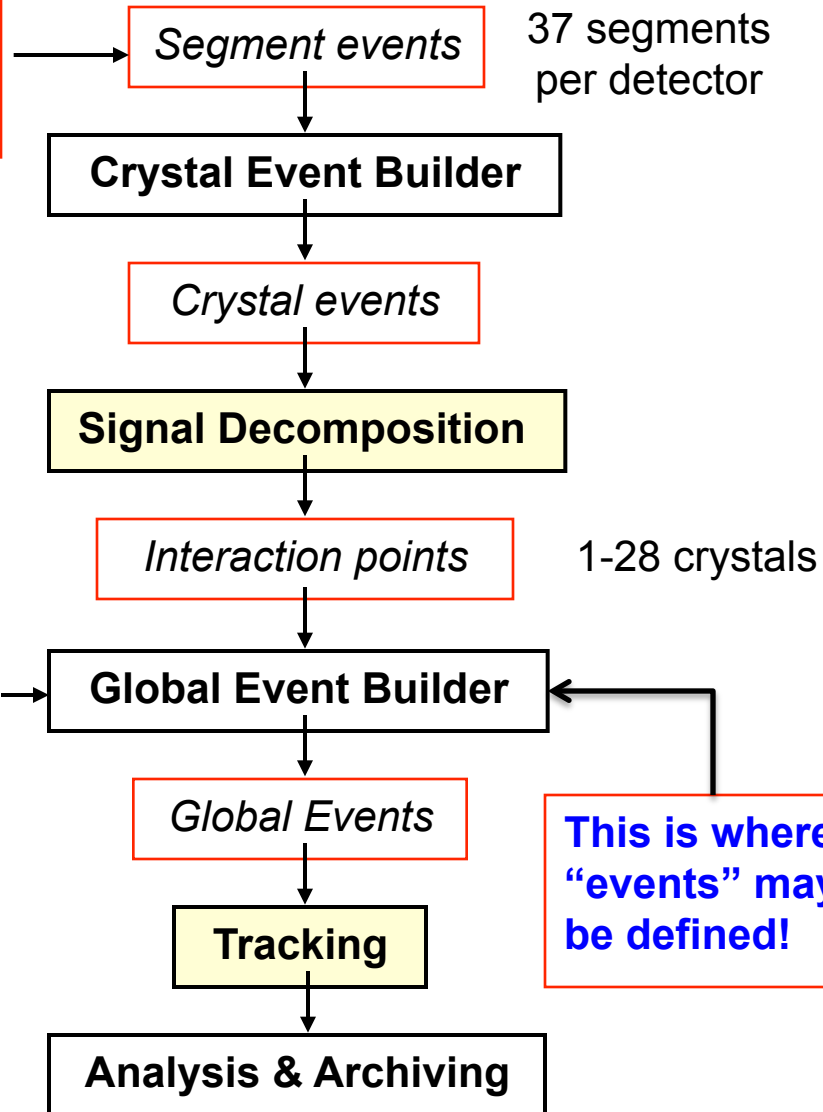 Segment events
37 segments
per detector
Crystal Event Builder
Crystal events
Signal Decomposition
Interaction points
1-28 crystals
Global Event Builder
Global Events
This is where
“events” may
be defined!
Tracking
Analysis & Archiving